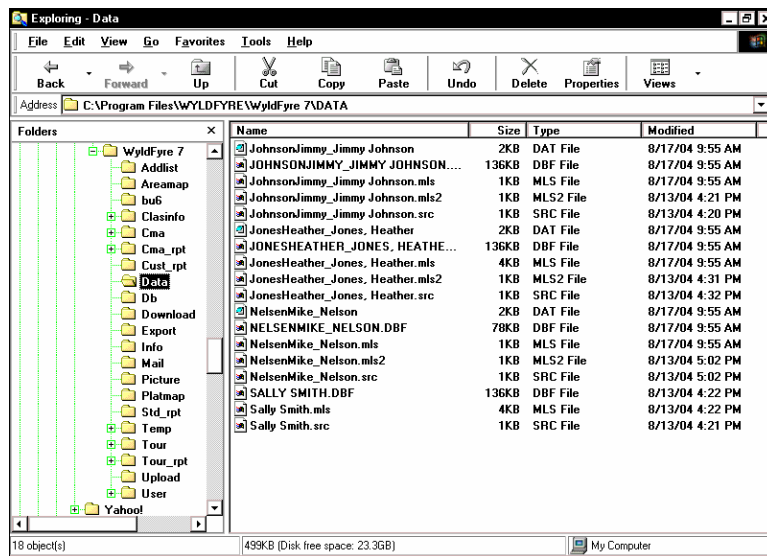 Exploring - Data
File Edit View Go Favorites Tools Help
Back Forward Up Cut Copy Paste Undo Delete Properties Views
Address C:\Program Files\WYLDFYRE\WyldFyre 7\DATA
Folders x
Name Size Type Modified
WyldFyre 7
Addlist
Areamap
bu6
Clasinfo
Cma
Cma_rpt
Cust_rpt
Data
Db
Download
Export
Info
Mail
Picture
Platmap
Std_rpt
Temp
Tour
Tour_rpt
Upload
User
Yahoo!
JohnsonJimmy_Jimmy Johnson 2KB DAT File 8/17/04 9:55 AM
JOHNSONJIMMY_JIMMY JOHNSON.... 136KB DBF File 8/17/04 9:55 AM
JohnsonJimmy_Jimmy Johnson.mls 1KB MLS File 8/17/04 9:55 AM
JohnsonJimmy_Jimmy Johnson.mls2 1KB MLS2 File 8/13/04 4:21 PM
JohnsonJimmy_Jimmy Johnson.src 1KB SRC File 8/13/04 4:20 PM
JonesHeather_Jones, Heather 2KB DAT File 8/17/04 9:55 AM
JONESHEATHER_JONES, HEATHE... 136KB DBF File 8/17/04 9:55 AM
JonesHeather_Jones, Heather.mls 4KB MLS File 8/17/04 9:55 AM
JonesHeather_Jones, Heather.mls2 1KB MLS2 File 8/13/04 4:31 PM
JonesHeather_Jones, Heather.src 1KB SRC File 8/13/04 4:32 PM
NelsenMike_Nelson 2KB DAT File 8/17/04 9:55 AM
NELSENMIKE_NELSON.DBF 78KB DBF File 8/17/04 9:55 AM
NelsenMike_Nelson.mls 1KB MLS File 8/17/04 9:55 AM
NelsenMike_Nelson.mls2 1KB MLS2 File 8/13/04 5:02 PM
NelsenMike_Nelson.src 1KB SRC File 8/13/04 5:02 PM
SALLY SMITH.DBF 136KB DBF File 8/13/04 4:22 PM
Sally Smith.mls 4KB MLS File 8/13/04 4:22 PM
Sally Smith.src 1KB SRC File 8/13/04 4:21 PM
18 object(s) 499KB (Disk free space: 23.3GB) My Computer